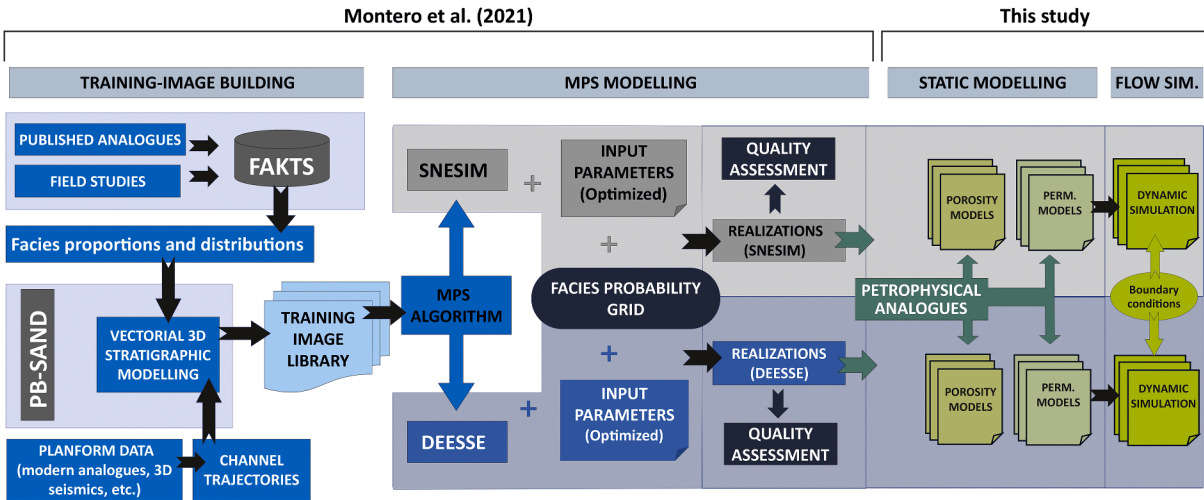 Montero et al. (2021)
This study
TRAINING-IMAGE BUILDING
MPS MODELLING
STATIC MODELLING
FLOW SIM.
PUBLISHED ANALOGUES
FIELD STUDIES
FAKTS
Facies proportions and distributions
PB-SAND
VECTORIAL 3D
STRATIGRAPHIC
MODELLING
PLANFORM DATA
(modern analogues, 3D
seismics, etc.)
CHANNEL
TRAJECTORIES
TRAINING
IMAGE
LIBRARY
MPS
ALGORITHM
SNESIM
+
INPUT
PARAMETERS
(Optimized)
+
FACIES PROBABILITY
GRID
+
DEESSE
+
INPUT
PARAMETERS
(Optimized)
QUALITY
ASSESSMENT
REALIZATIONS
(SNESIM)
REALIZATIONS
(DEESSE)
QUALITY
ASSESSMENT
PETROPHYSICAL
ANALOGUES
POROSITY
MODELS
PERM.
MODELS
DYNAMIC
SIMULATION
Boundary
conditions
POROSITY
MODELS
PERM.
MODELS
DYNAMIC
SIMULATION